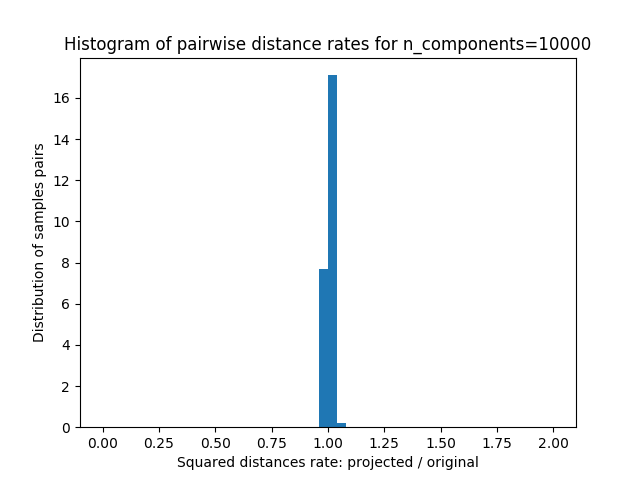 Histogram of pairwise distance rates for n_components=10000
Distribution of samples pairs
16
14
12
10
8
6
4
2
0
0.00 0.25 0.50 0.75 1.00 1.25 1.50 1.75 2.00
Squared distances rate: projected / original